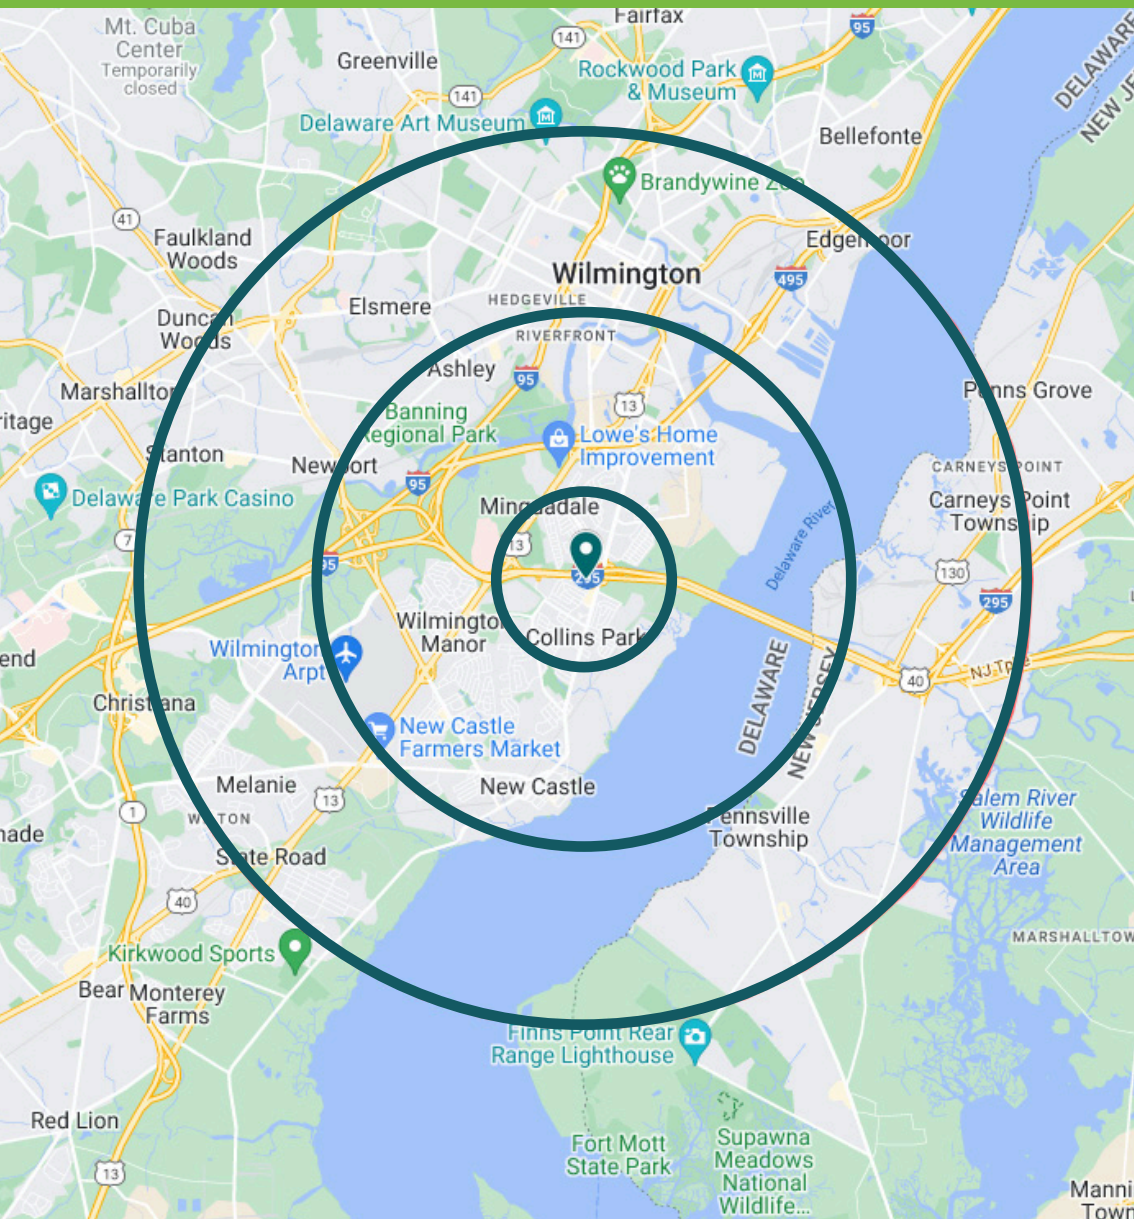 Fairfax
95
Mt. Cuba
Center
Temporarily
closed
141
Greenville
Rockwood Park
& Museum
DELAWARE
141
Delaware Art Museum
Bellefonte
Brandywine Zoo
41
Faulkland
Woods
Edgemoor
Wilmington
495
HEDGEVILLE
Elsmere
Duncan
Woods
RIVERFRONT
Ashley
95
Marshallton
Penns Grove
13
Banning
Regional Park
Lowe's Home
Improvement
Stanton
Newport
95
CARNEYS POINT
Delaware Park Casino
Carneys Point
Township
Minquadale
Delaware River
7
13
95
295
130
295
Wilmington
Manor
Collins Park
Wilmington
Arpt
NJ Tpke
40
DELAWARE
NEW JERSEY
Christiana
New Castle
Farmers Market
Melanie
13
New Castle
1
Salem River
Wildlife
Management
Area
Pennsville
Township
State Road
40
MARSHALLTOW
Kirkwood Sports
Bear
Monterey
Farms
Finns Point Rear
Range Lighthouse
Red Lion
Fort Mott
State Park
Supawna
Meadows
National
Wildlife...
13
Manni
Town